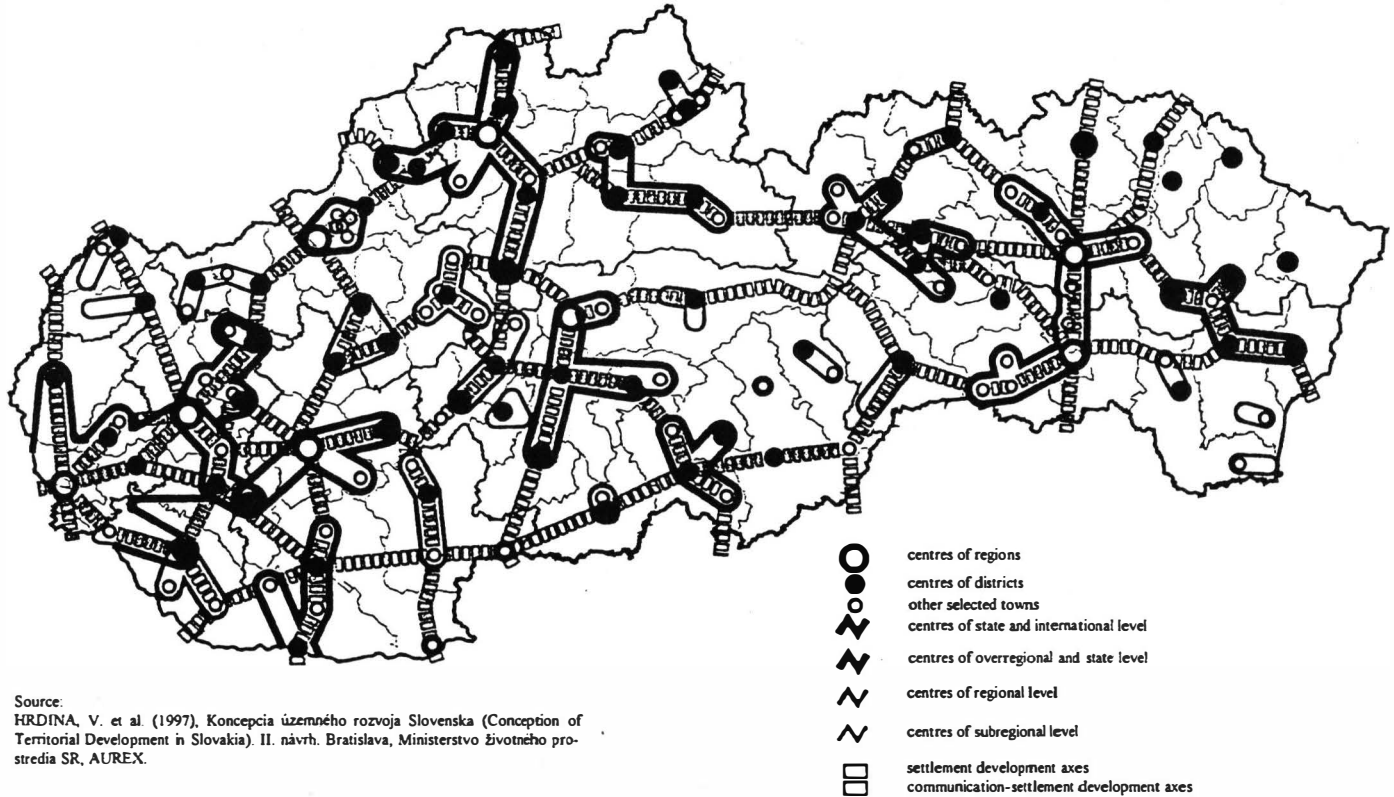 centres of regions
centres of districts
other selected towns
centres of state and international level
centres of overregional and state level
centres of regional level
centres of subregional level
settlement development axes
communication-settlement development axes
Source:
HRDINA, V. et al. (1997), Koncepcia územného rozvoja Slovenska (Conception of
Territorial Development in Slovakia). II. návrh. Bratislava, Ministerstvo životného pro-
stredia SR, AUREX.